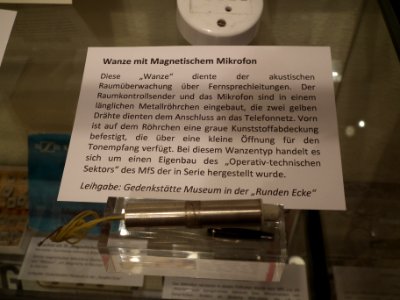 Wanze mit Magnetischem Mikrofon
Diese „Wanze“ diente der akustischen
Raumüberwachung über Fernsprechleitungen. Der
Raumkontrollsender und das Mikrofon sind in einem
länglichen Metallröhrchen eingebaut, die zwei gelben
Drähte dienten dem Anschluss an das Telefonnetz. Vorn
ist auf dem Röhrchen eine graue Kunststoffabdeckung
befestigt, die über eine kleine Öffnung für den
Tonempfang verfügt. Bei diesem Wanzentyp handelt es
sich um einen Eigenbau des „Operativ-technischen
Sektors“ des MfS der in Serie hergestellt wurde.
Leihgabe: Gedenkstätte Museum in der „Runden Ecke“